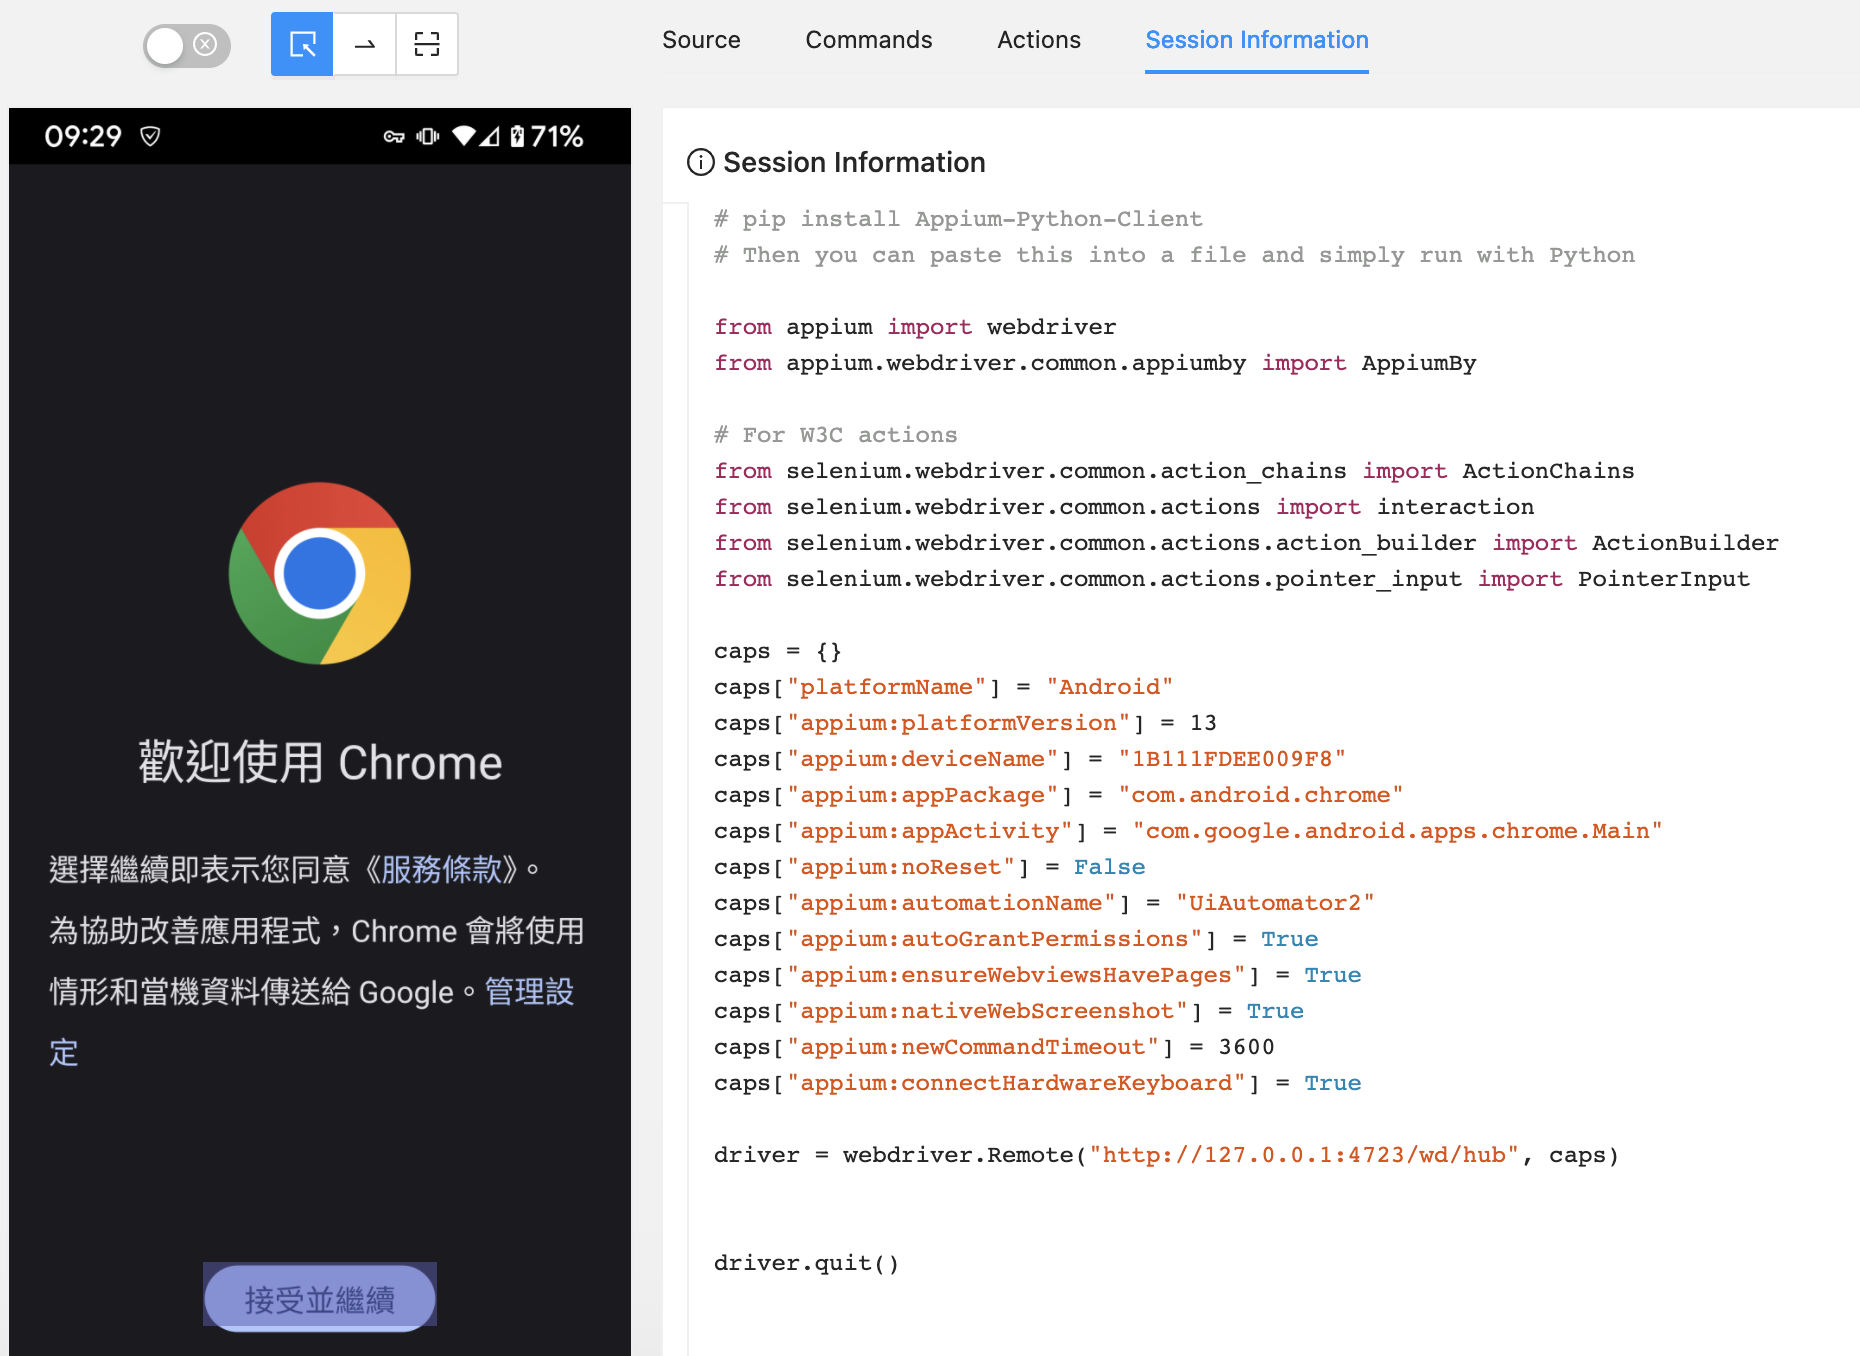 Source Commands Actions Session Information
09:29 71%
歡迎使用 Chrome
選擇繼續即表示您同意《服務條款》。
為協助改善應用程式，Chrome 會將使用
情形和當機資料傳送給 Google。管理設
定
接受並繼續
Session Information
# pip install Appium-Python-Client
# Then you can paste this into a file and simply run with Python
from appium import webdriver
from appium.webdriver.common.appiumby import AppiumBy
# For W3C actions
from selenium.webdriver.common.action_chains import ActionChains
from selenium.webdriver.common.actions import interaction
from selenium.webdriver.common.actions.action_builder import ActionBuilder
from selenium.webdriver.common.actions.pointer_input import PointerInput
caps = {}
caps["platformName"] = "Android"
caps["appium:platformVersion"] = 13
caps["appium:deviceName"] = "1B111FDEE009F8"
caps["appium:appPackage"] = "com.android.chrome"
caps["appium:appActivity"] = "com.google.android.apps.chrome.Main"
caps["appium:noReset"] = False
caps["appium:automationName"] = "UiAutomator2"
caps["appium:autoGrantPermissions"] = True
caps["appium:ensureWebviewsHavePages"] = True
caps["appium:nativeWebScreenshot"] = True
caps["appium:newCommandTimeout"] = 3600
caps["appium:connectHardwareKeyboard"] = True
driver = webdriver.Remote("http://127.0.0.1:4723/wd/hub", caps)
driver.quit()